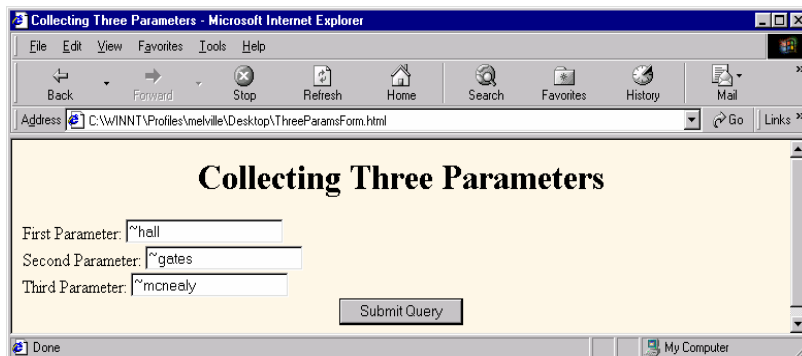 Collecting Three Parameters - Microsoft Internet Explorer
File Edit View Favorites Tools Help
Back Forward Stop Refresh Home Search Favorites History Mail »
Address C:\WINNT\Profiles\melville\Desktop\ThreeParamsForm.html Go Links »
Collecting Three Parameters
First Parameter: ~hall
Second Parameter: ~gates
Third Parameter: ~mcnealy
Submit Query
Done My Computer